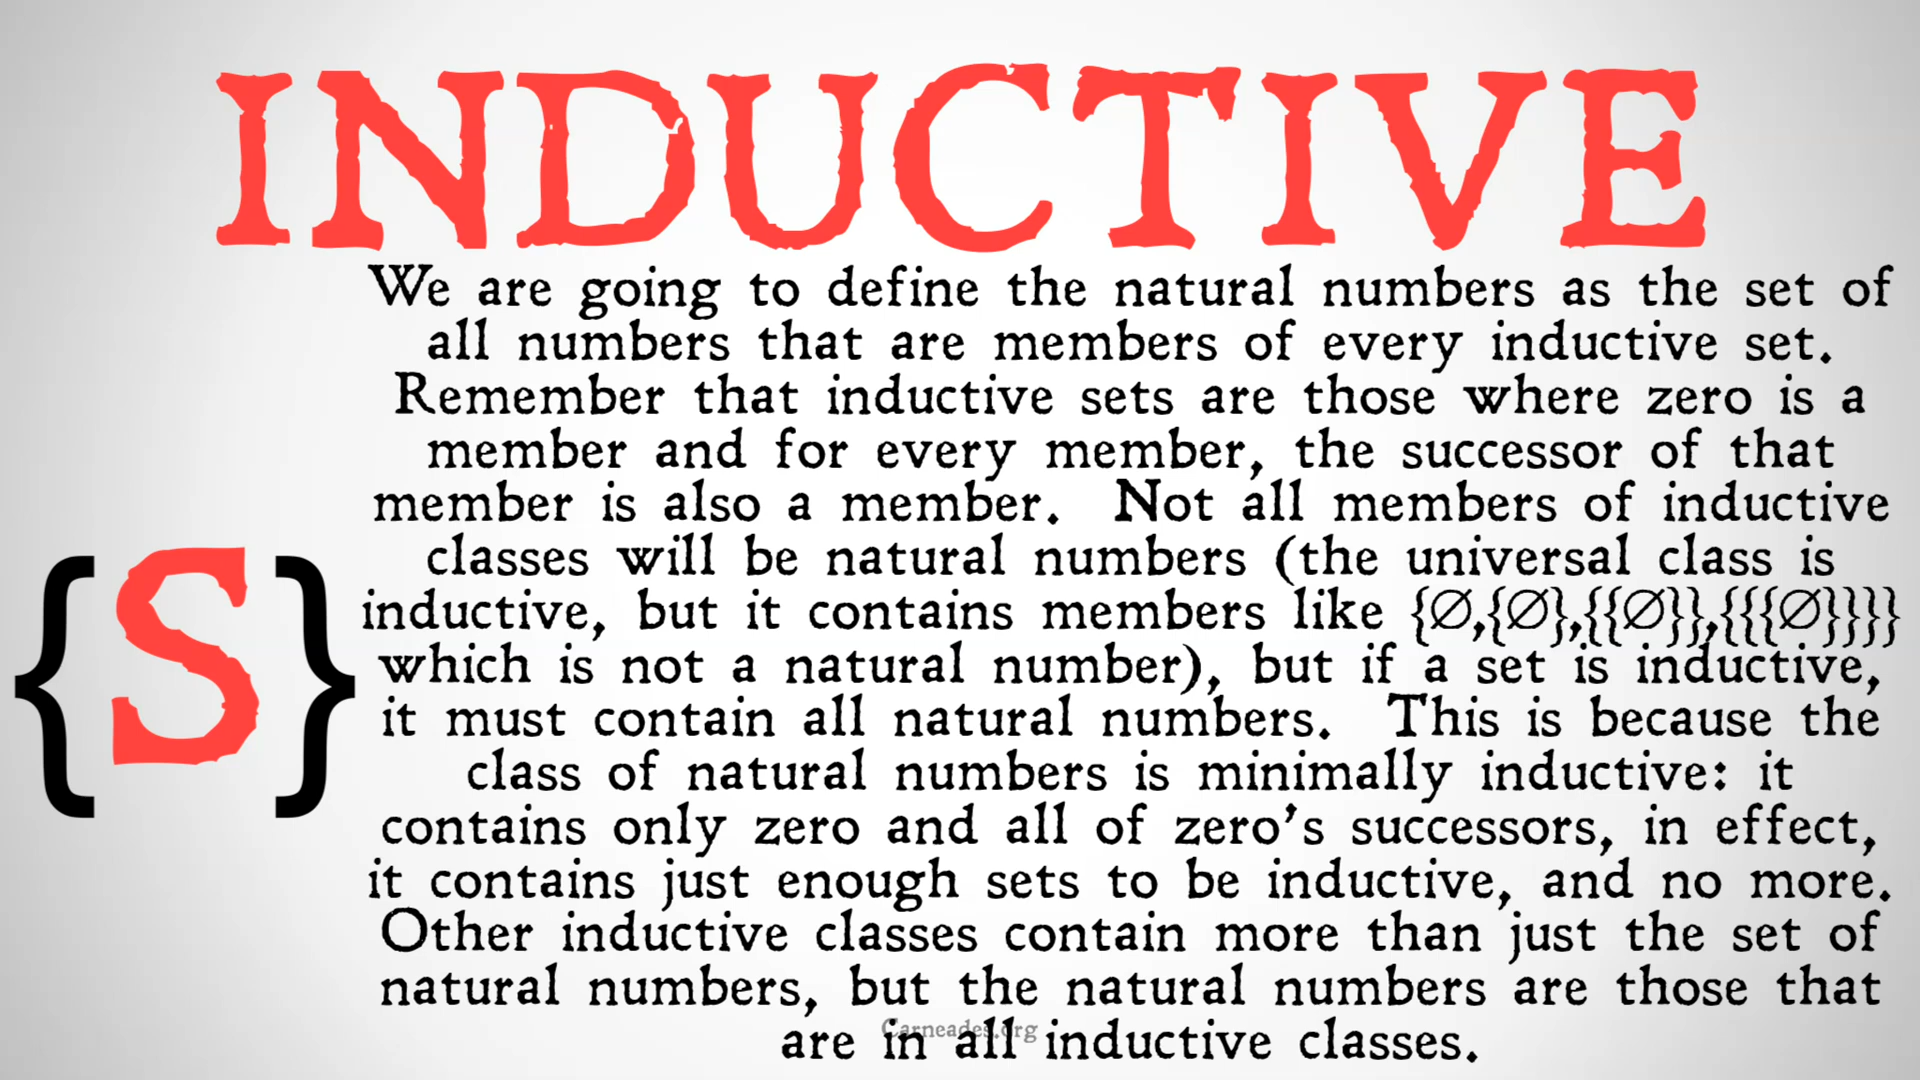 INDUCTIVE
We are going to define the natural numbers as the set of
all numbers that are members of every inductive set.
Remember that inductive sets are those where zero is a
member and for every member, the successor of that
member is also a member. Not all members of inductive
classes will be natural numbers (the universal class is
inductive, but it contains members like {∅,{∅},{{∅}},{{{∅}}}}
which is not a natural number), but if a set is inductive,
it must contain all natural numbers. This is because the
class of natural numbers is minimally inductive: it
contains only zero and all of zero's successors, in effect,
it contains just enough sets to be inductive, and no more.
Other inductive classes contain more than just the set of
natural numbers, but the natural numbers are those that
are in all inductive classes.
{S}
Carneades.org